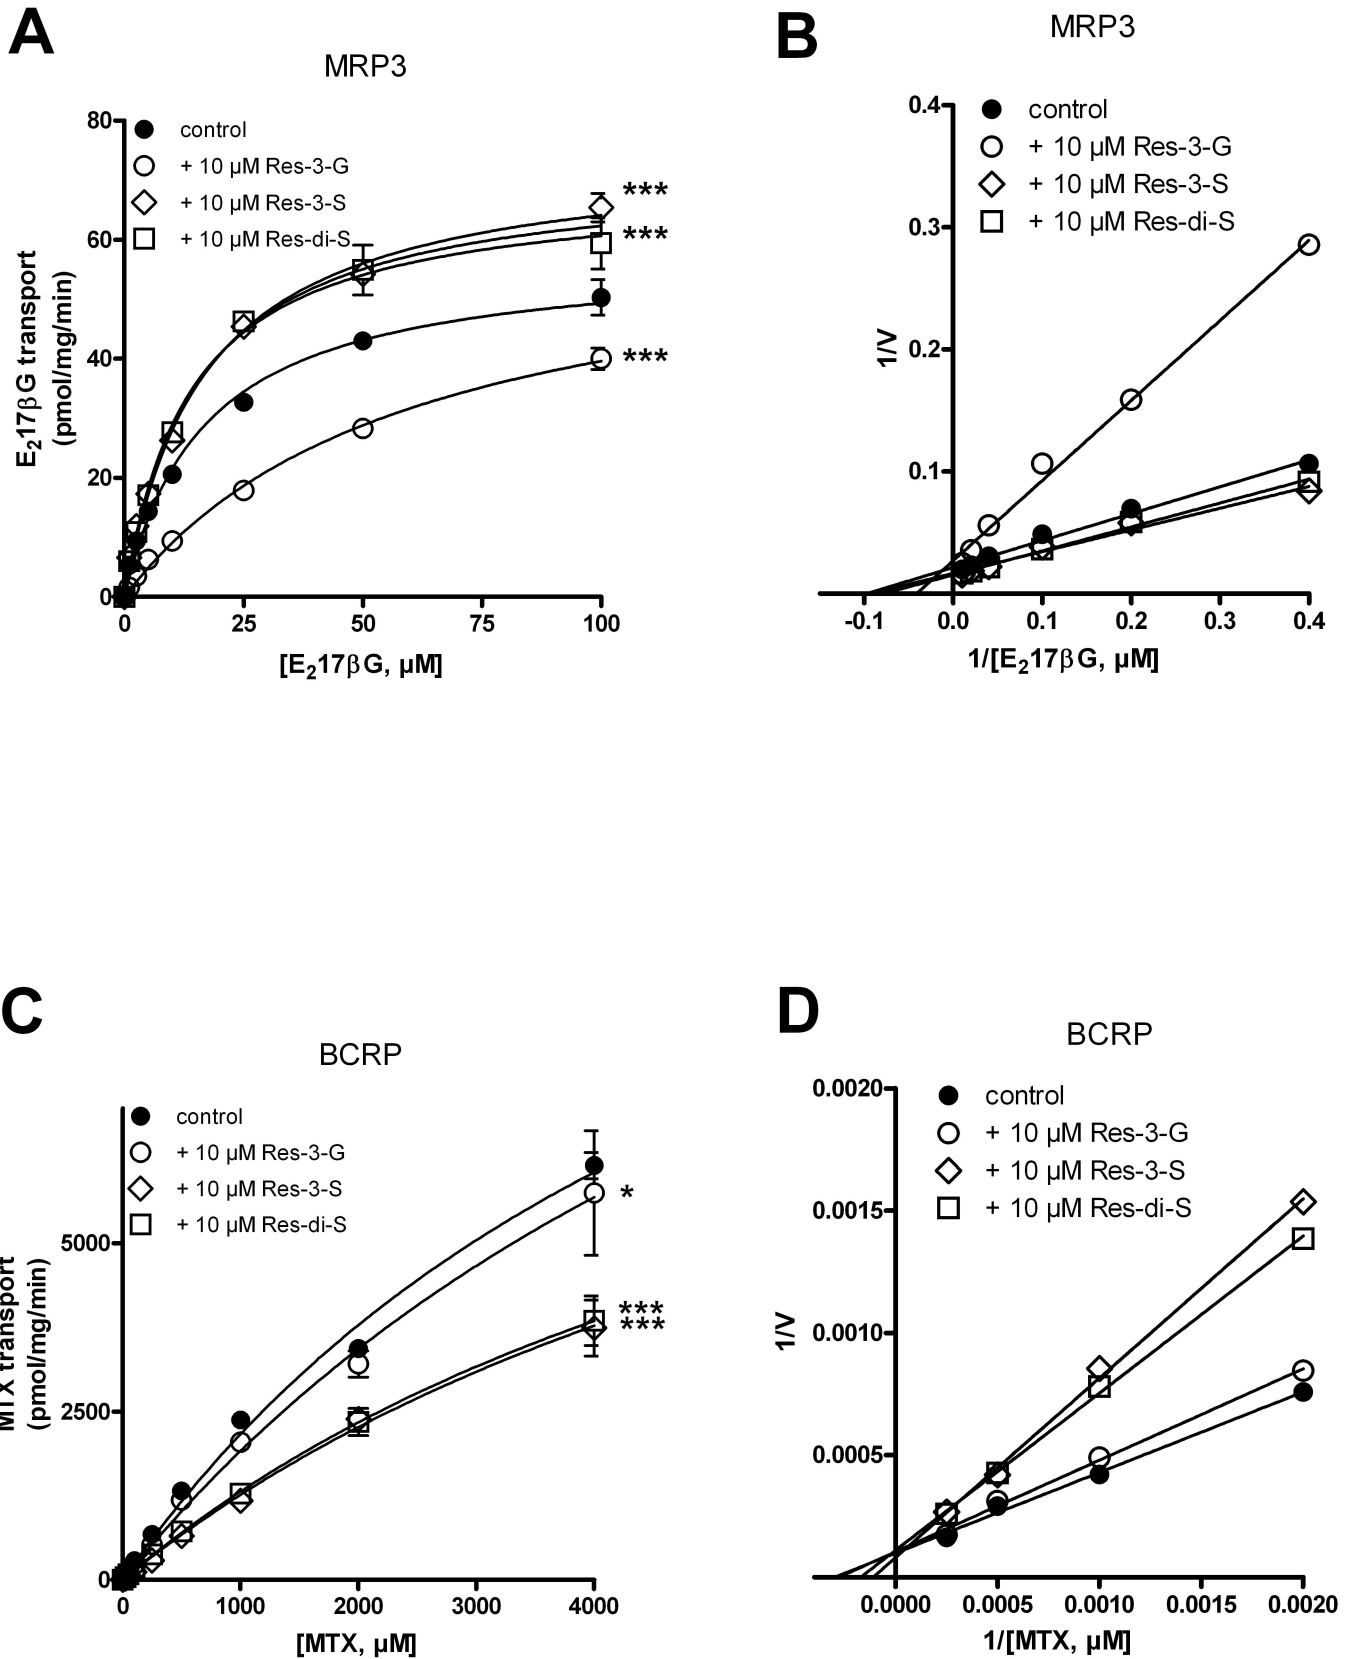 A
MRP3
control
+ 10 µM Res-3-G
+ 10 µM Res-3-S
+ 10 µM Res-di-S
80
60
40
20
0
E₂17βG transport
(pmol/mg/min)
***
***
***
0 25 50 75 100
[E₂17βG, µM]
B
MRP3
control
+ 10 µM Res-3-G
+ 10 µM Res-3-S
+ 10 µM Res-di-S
0.4
0.3
0.2
0.1
1/V
-0.1 0.0 0.1 0.2 0.3 0.4
1/[E₂17βG, µM]
C
BCRP
control
+ 10 µM Res-3-G
+ 10 µM Res-3-S
+ 10 µM Res-di-S
5000
2500
0
MTX transport
(pmol/mg/min)
*
***
***
0 1000 2000 3000 4000
[MTX, µM]
D
BCRP
control
+ 10 µM Res-3-G
+ 10 µM Res-3-S
+ 10 µM Res-di-S
0.0020
0.0015
0.0010
0.0005
1/V
0.0000 0.0005 0.0010 0.0015 0.0020
1/[MTX, µM]